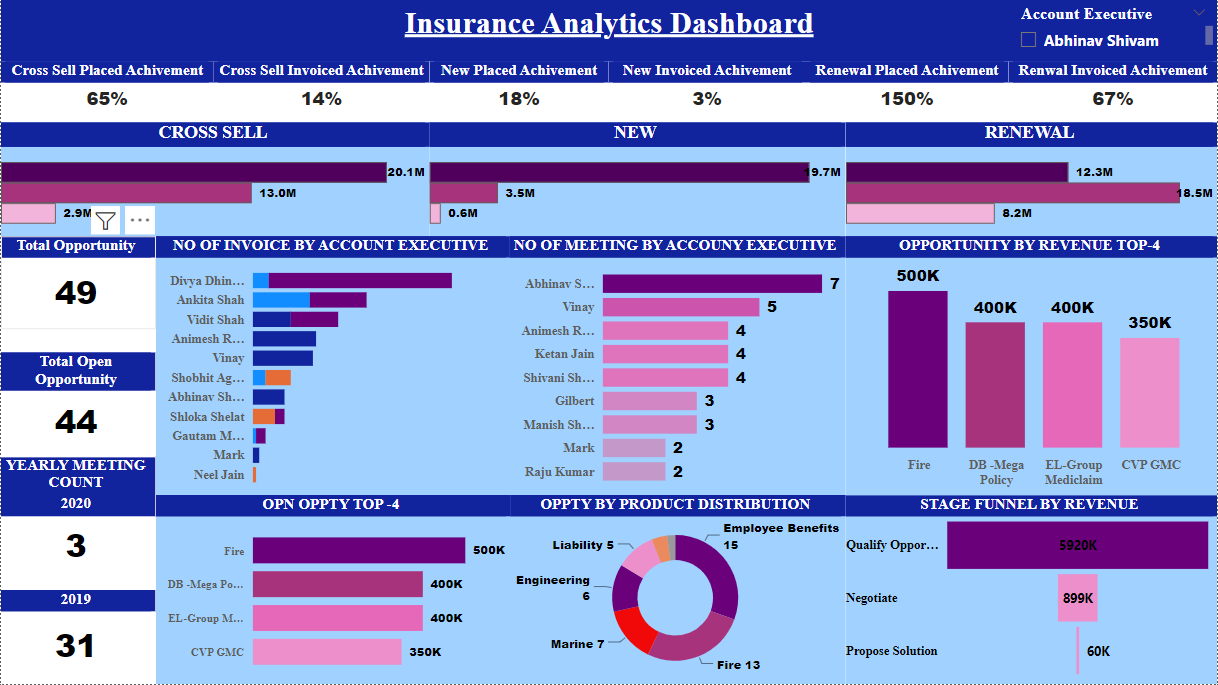 Insurance Analytics Dashboard
Account Executive
Abhinav Shivam
Cross Sell Placed Achivement
Cross Sell Invoiced Achivement
New Placed Achivement
New Invoiced Achivement
Renewal Placed Achivement
Renwal Invoiced Achivement
65%
14%
18%
3%
150%
67%
CROSS SELL
NEW
RENEWAL
20.1M
13.0M
2.9M
19.7M
3.5M
0.6M
12.3M
18.5M
8.2M
Total Opportunity
49
Total Open
Opportunity
44
YEARLY MEETING
COUNT
2020
3
2019
31
NO OF INVOICE BY ACCOUNT EXECUTIVE
Divya Dhin...
Ankita Shah
Vidit Shah
Animesh R...
Vinay
Shobhit Ag...
Abhinav Sh...
Shloka Shelat
Gautam M...
Mark
Neel Jain
NO OF MEETING BY ACCOUNY EXECUTIVE
Abhinav S... 7
Vinay 5
Animesh R... 4
Ketan Jain 4
Shivani Sh... 4
Gilbert 3
Manish Sh... 3
Mark 2
Raju Kumar 2
OPPORTUNITY BY REVENUE TOP-4
500K
400K
400K
350K
Fire
DB -Mega
Policy
EL-Group
Mediclaim
CVP GMC
OPN OPPTY TOP -4
Fire 500K
DB -Mega Po... 400K
EL-Group M... 400K
CVP GMC 350K
OPPTY BY PRODUCT DISTRIBUTION
Employee Benefits
15
Liability 5
Engineering
6
Marine 7
Fire 13
STAGE FUNNEL BY REVENUE
Qualify Oppor... 5920K
Negotiate 899K
Propose Solution 60K